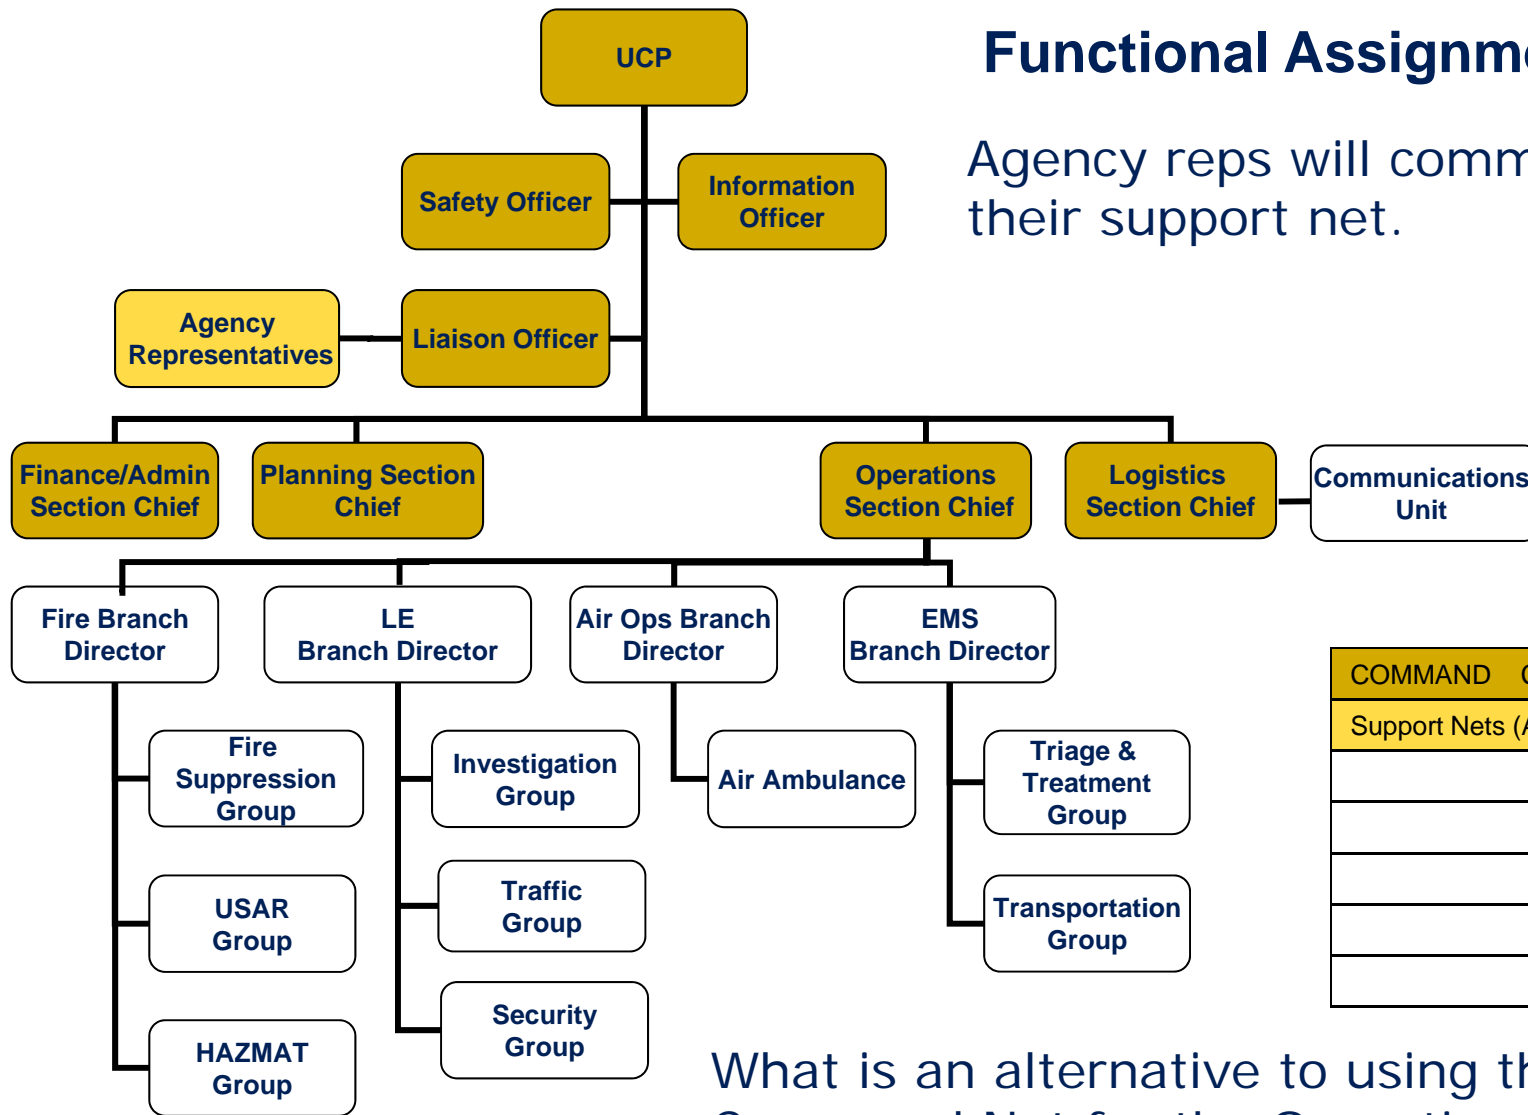 UCP
Functional Assignm
Agency reps will comm
their support net.
Safety Officer
Information
Officer
Agency
Representatives
Liaison Officer
Finance/Admin
Section Chief
Planning Section
Chief
Operations
Section Chief
Logistics
Section Chief
Communications
Unit
Fire Branch
Director
LE
Branch Director
Air Ops Branch
Director
EMS
Branch Director
COMMAND
Support Nets (
Fire
Suppression
Group
Investigation
Group
Air Ambulance
Triage &
Treatment
Group
USAR
Group
Traffic
Group
Transportation
Group
HAZMAT
Group
Security
Group
What is an alternative to using th